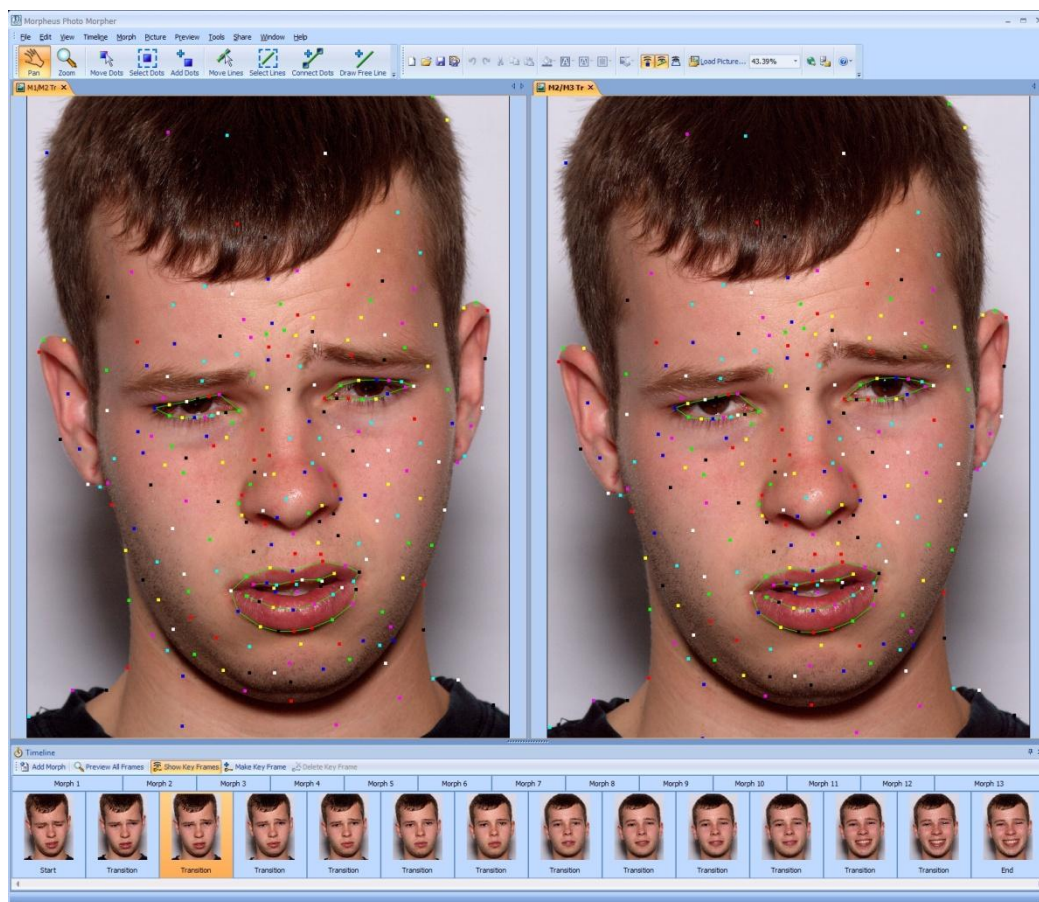 Morpheus Photo Morpher
File Edit View Timeline Morph Picture Preview Tools Share Window Help
Pan Zoom Move Dots Select Dots Add Dots Move Lines Select Lines Connect Dots Draw Free Line Load Picture... 43.39%
M1/M2 Tr M2/M3 Tr
Timeline
Add Morph Preview All Frames Show Key Frames Make Key Frame Delete Key Frame
Morph 1 Morph 2 Morph 3 Morph 4 Morph 5 Morph 6 Morph 7 Morph 8 Morph 9 Morph 10 Morph 11 Morph 12 Morph 13
Start Transition Transition Transition Transition Transition Transition Transition Transition Transition Transition Transition Transition End